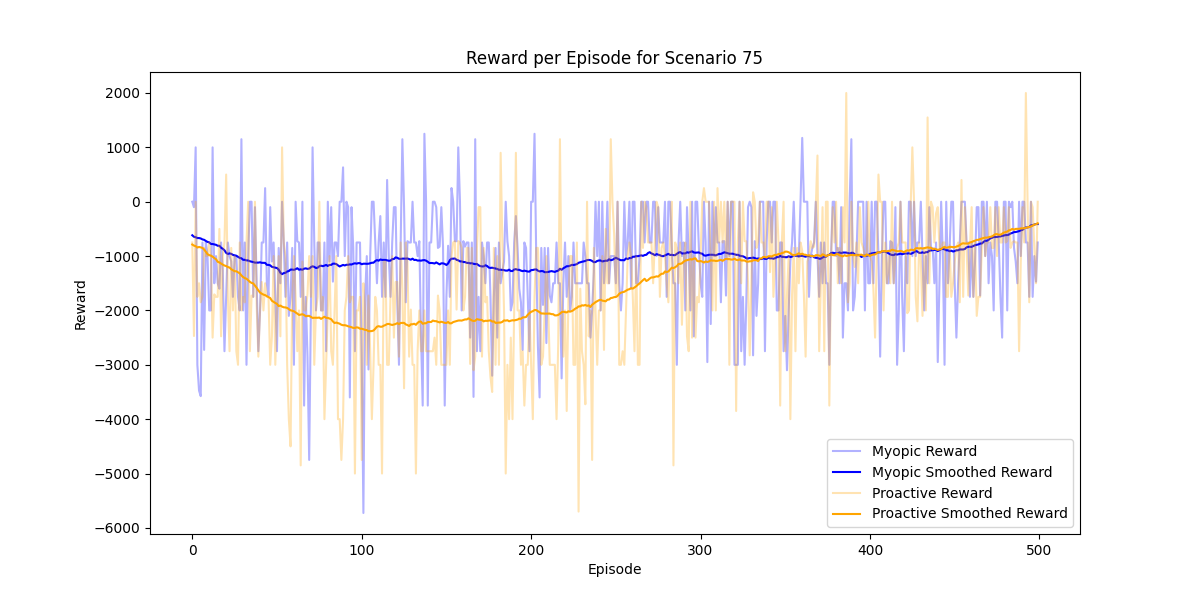 Reward per Episode for Scenario 75
Reward
2000
1000
0
−1000
−2000
−3000
−4000
−5000
−6000
0 100 200 300 400 500
Episode
Myopic Reward
Myopic Smoothed Reward
Proactive Reward
Proactive Smoothed Reward